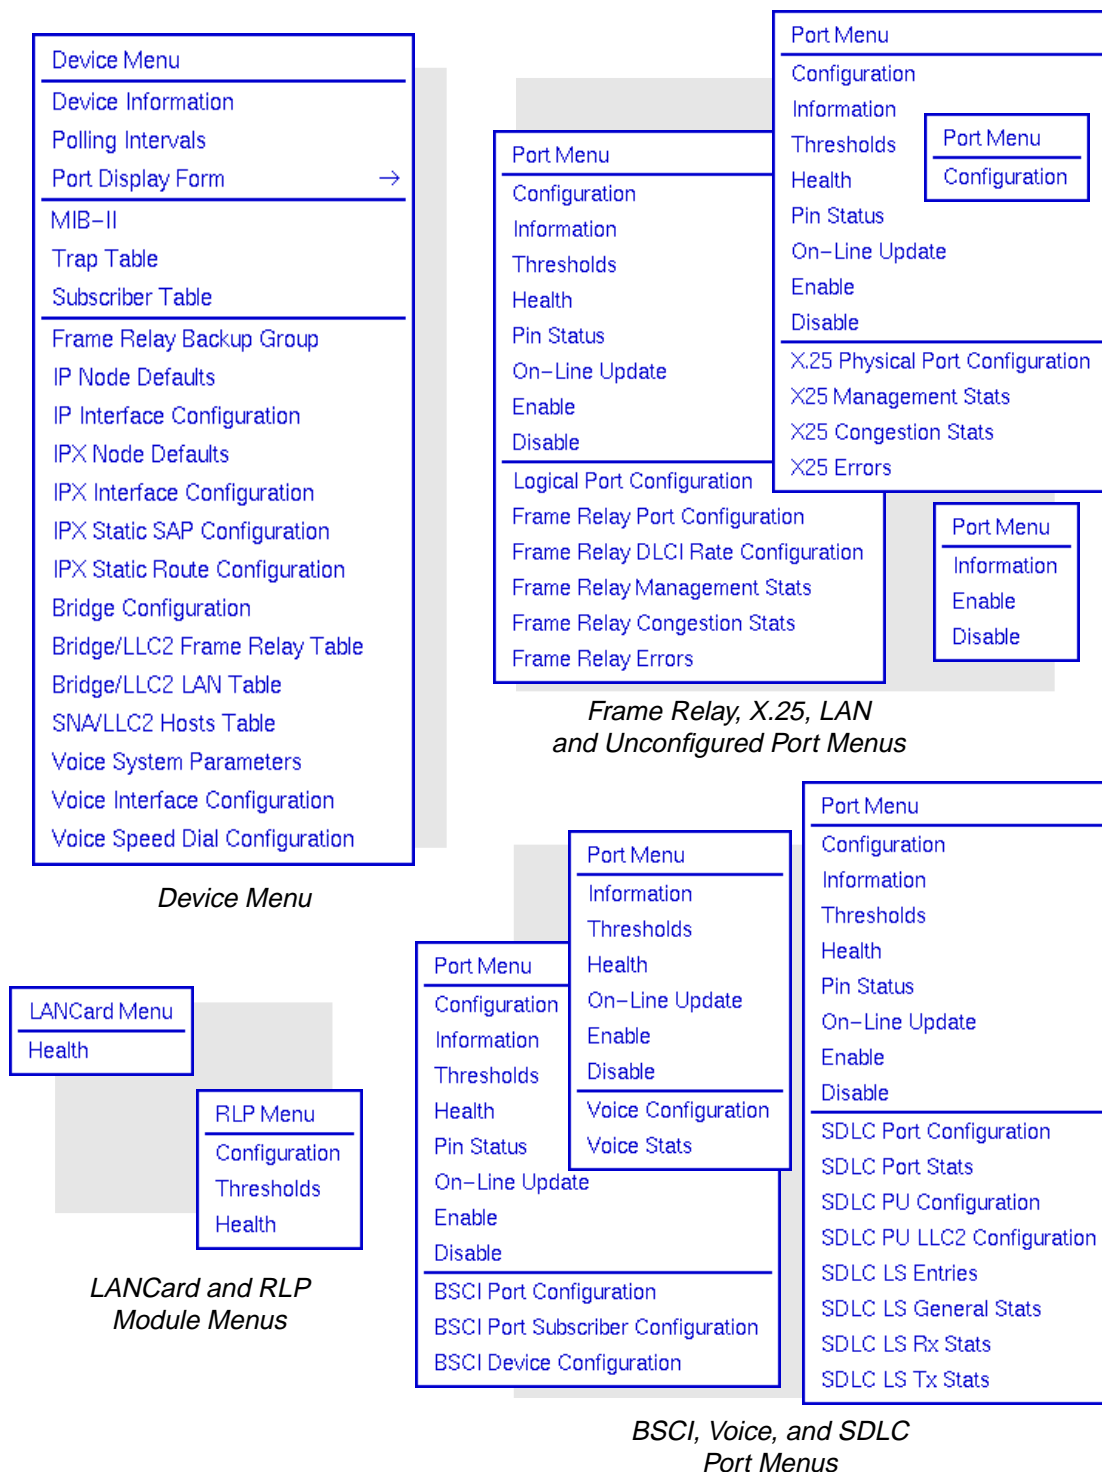 Device Menu
Device Information
Polling Intervals
Port Display Form →
MIB-II
Trap Table
Subscriber Table
Frame Relay Backup Group
IP Node Defaults
IP Interface Configuration
IPX Node Defaults
IPX Interface Configuration
IPX Static SAP Configuration
IPX Static Route Configuration
Bridge Configuration
Bridge/LLC2 Frame Relay Table
Bridge/LLC2 LAN Table
SNA/LLC2 Hosts Table
Voice System Parameters
Voice Interface Configuration
Voice Speed Dial Configuration
Device Menu
Port Menu
Configuration
Information
Thresholds
Health
Pin Status
On-Line Update
Enable
Disable
Logical Port Configuration
Frame Relay Port Configuration
Frame Relay DLCI Rate Configuration
Frame Relay Management Stats
Frame Relay Congestion Stats
Frame Relay Errors
Port Menu
Configuration
Information
Thresholds
Health
Pin Status
On-Line Update
Enable
Disable
X.25 Physical Port Configuration
X25 Management Stats
X25 Congestion Stats
X25 Errors
Port Menu
Configuration
Port Menu
Information
Enable
Disable
Frame Relay, X.25, LAN
and Unconfigured Port Menus
LANCard Menu
Health
RLP Menu
Configuration
Thresholds
Health
LANCard and RLP
Module Menus
Port Menu
Configuration
Information
Thresholds
Health
Pin Status
On-Line Update
Enable
Disable
BSCI Port Configuration
BSCI Port Subscriber Configuration
BSCI Device Configuration
Port Menu
Information
Thresholds
Health
On-Line Update
Enable
Disable
Voice Configuration
Voice Stats
Port Menu
Configuration
Information
Thresholds
Health
Pin Status
On-Line Update
Enable
Disable
SDLC Port Configuration
SDLC Port Stats
SDLC PU Configuration
SDLC PU LLC2 Configuration
SDLC LS Entries
SDLC LS General Stats
SDLC LS Rx Stats
SDLC LS Tx Stats
BSCI, Voice, and SDLC
Port Menus